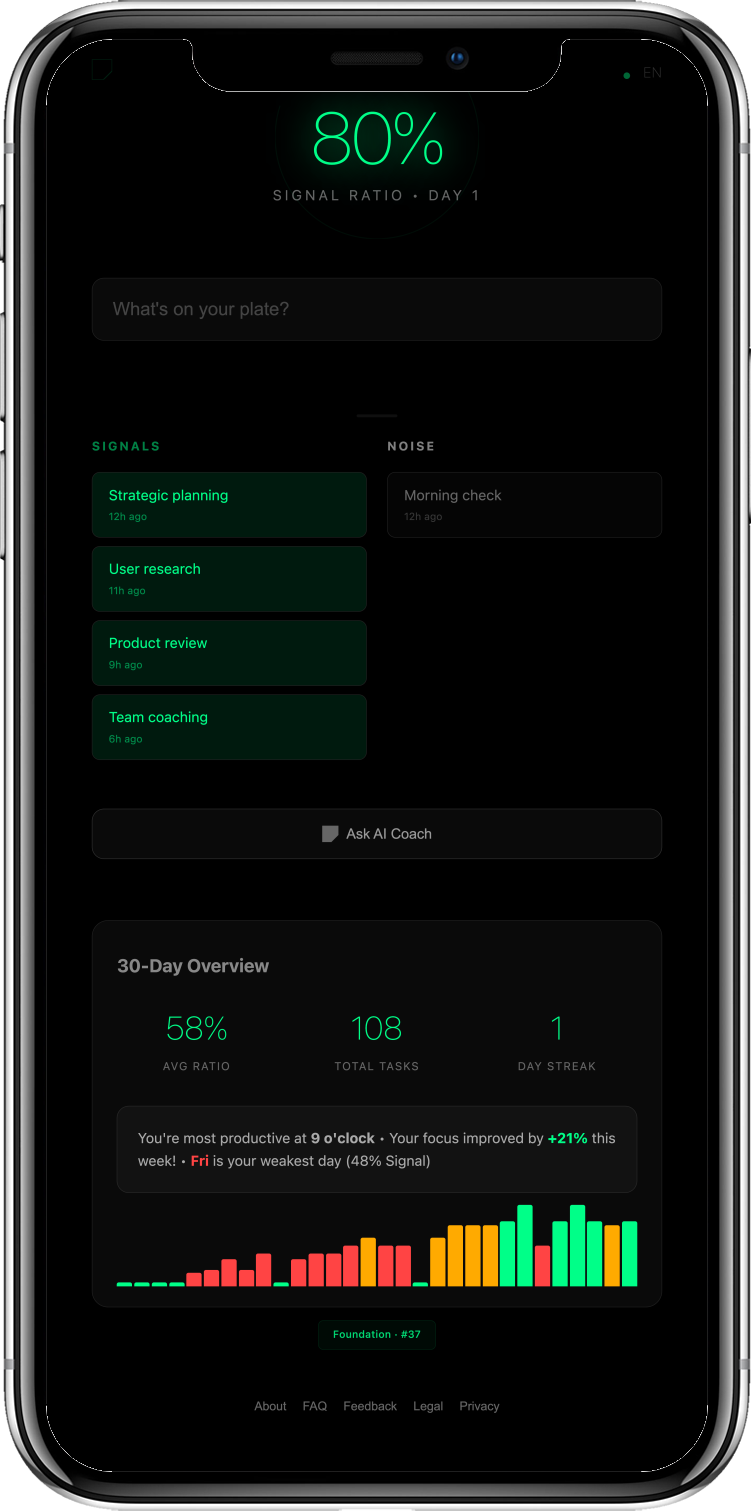 EN
80%
SIGNAL RATIO • DAY 1
What's on your plate?
SIGNALS
Strategic planning
12h ago
User research
11h ago
Product review
9h ago
Team coaching
6h ago
NOISE
Morning check
12h ago
Ask AI Coach
30-Day Overview
58%
AVG RATIO
108
TOTAL TASKS
1
DAY STREAK
You're most productive at 9 o'clock • Your focus improved by +21% this
week! • Fri is your weakest day (48% Signal)
Foundation · #37
About FAQ Feedback Legal Privacy